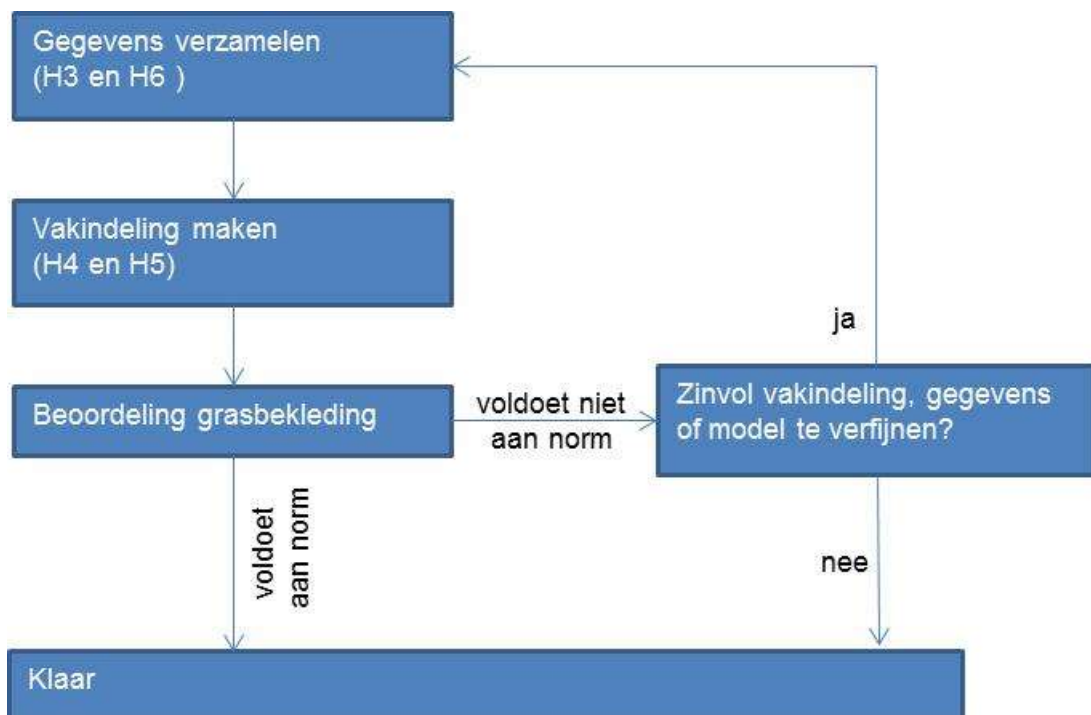 Gegevens verzamelen
(H3 en H6 )
Vakindeling maken
(H4 en H5)
ja
Beoordeling grasbekleding
voldoet niet
aan norm
Zinvol vakindeling, gegevens
of model te verfijnen?
voldoet
aan norm
nee
Klaar